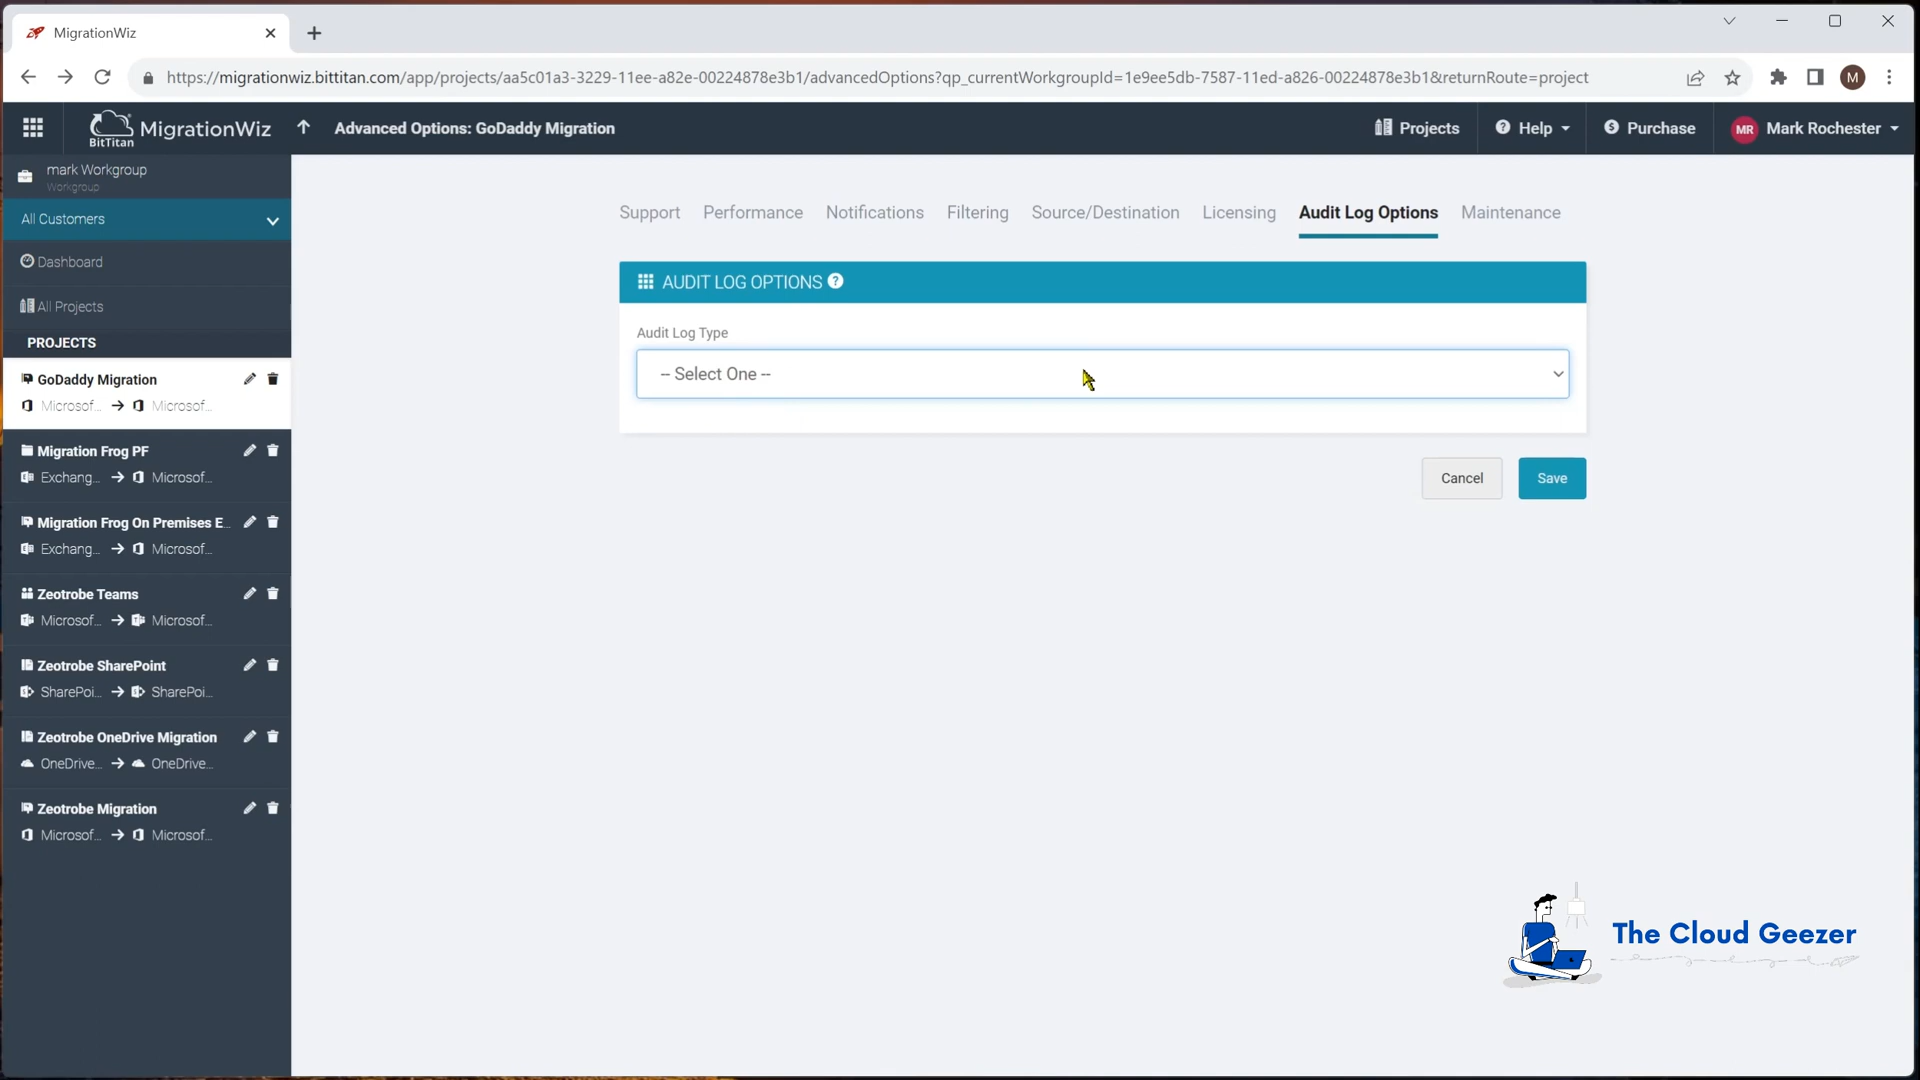 MigrationWiz
https://migrationwiz.bittitan.com/app/projects/aa5c01a3-3229-11ee-a82e-00224878e3b1/advancedOptions?qp_currentWorkgroupId=1e9ee5db-7587-11ed-a826-00224878e3b1&returnRoute=project
M
BitTitan
MigrationWiz
Advanced Options: GoDaddy Migration
Projects
Help
Purchase
MR
Mark Rochester
mark Workgroup
Workgroup
All Customers
Dashboard
All Projects
PROJECTS
GoDaddy Migration
Microsof... → Microsof...
Migration Frog PF
Exchang... → Microsof...
Migration Frog On Premises E...
Exchang... → Microsof...
Zeotrobe Teams
Microsof... → Microsof...
Zeotrobe SharePoint
SharePoi... → SharePoi...
Zeotrobe OneDrive Migration
OneDrive... → OneDrive...
Zeotrobe Migration
Microsof... → Microsof...
Support Performance Notifications Filtering Source/Destination Licensing Audit Log Options Maintenance
AUDIT LOG OPTIONS
Audit Log Type
-- Select One --
Cancel
Save
The Cloud Geezer